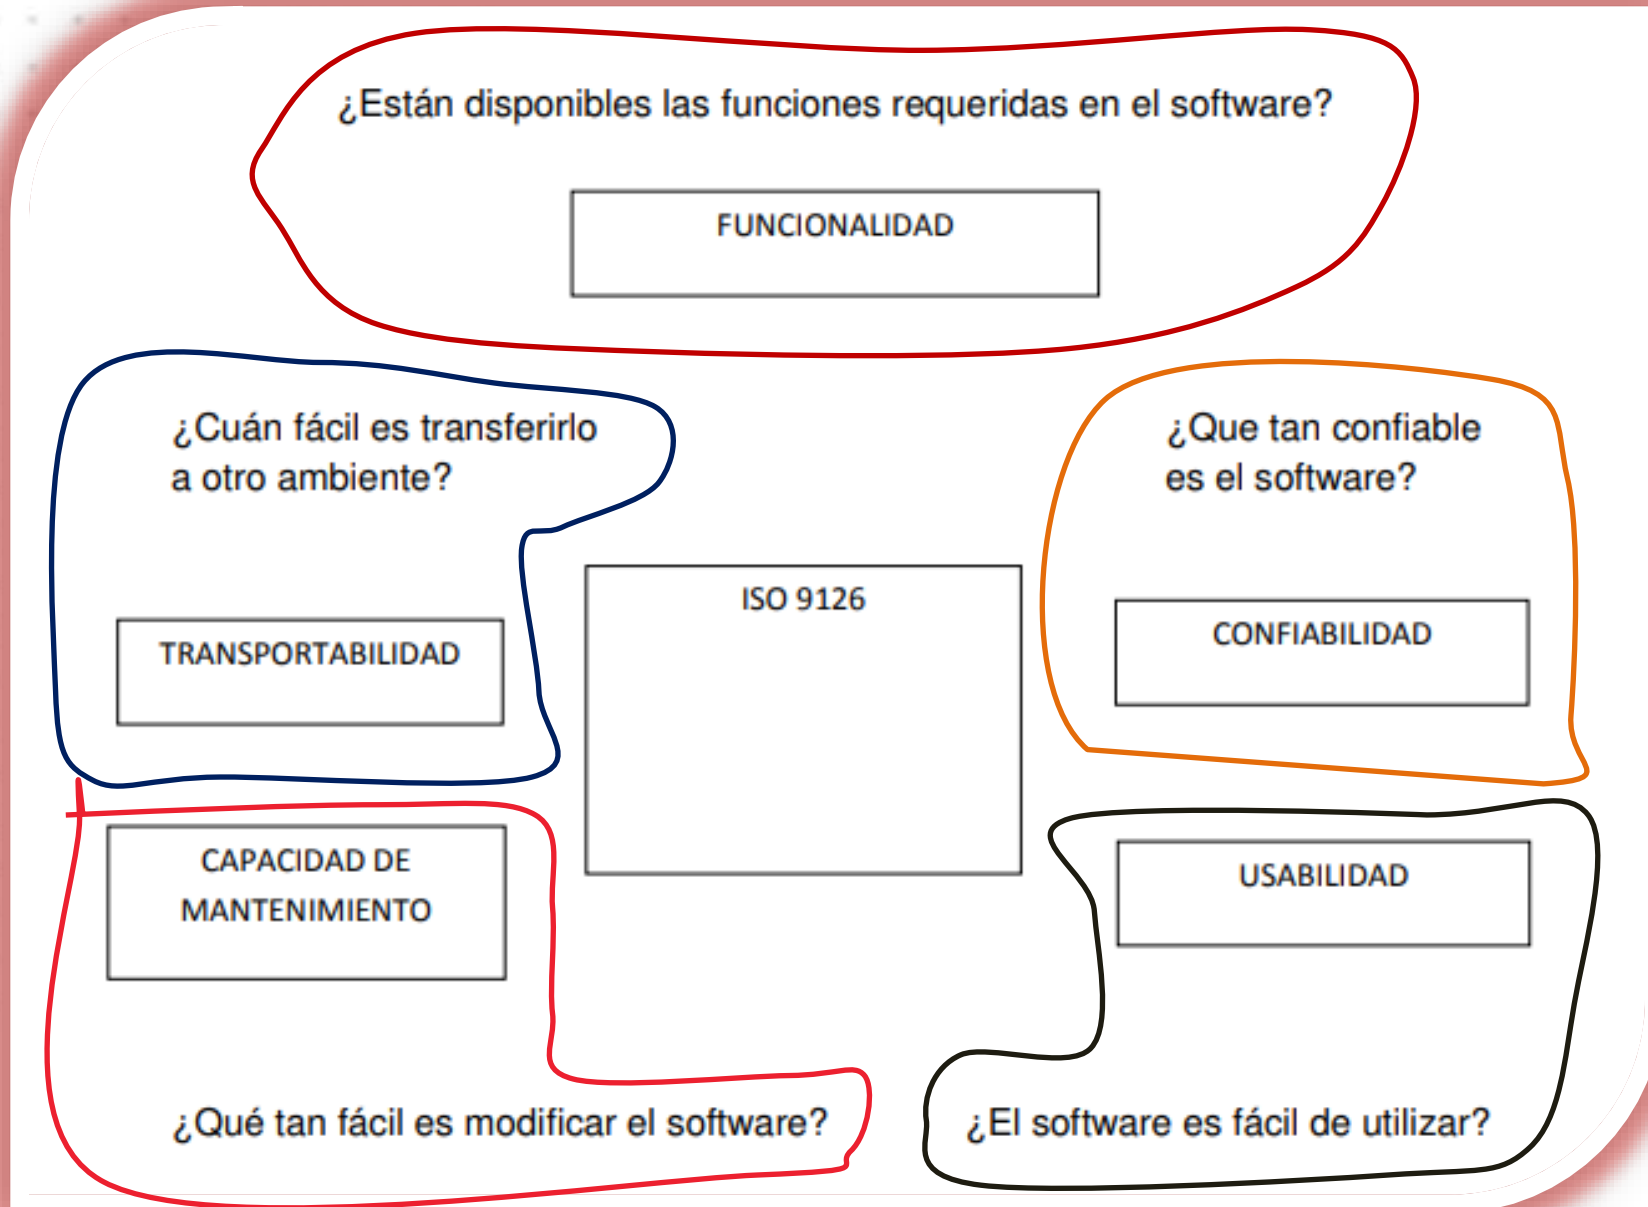 ¿Están disponibles las funciones requeridas en el software?
FUNCIONALIDAD
¿Cuán fácil es transferirlo
a otro ambiente?
¿Que tan confiable
es el software?
ISO 9126
TRANSPORTABILIDAD
CONFIABILIDAD
CAPACIDAD DE
MANTENIMIENTO
USABILIDAD
¿Qué tan fácil es modificar el software?
¿El software es fácil de utilizar?